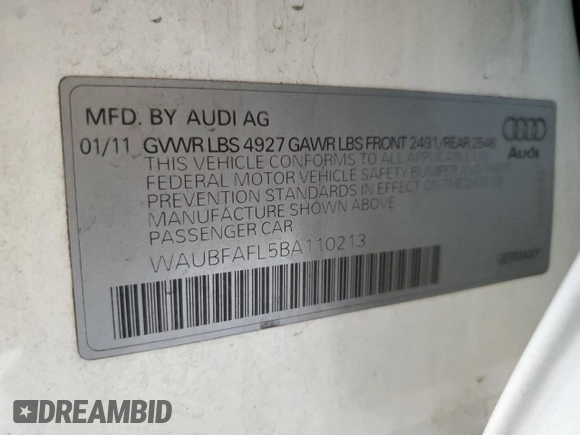 MFD. BY AUDI AG
01/11 GVWR LBS 4927 GAWR LBS FRONT 2491/REAR 2546
THIS VEHICLE CONFORMS TO ALL APPLICABLE U.S.
FEDERAL MOTOR VEHICLE SAFETY BUMPER AND THEFT
PREVENTION STANDARDS IN EFFECT ON THE DATE OF
MANUFACTURE SHOWN ABOVE
PASSENGER CAR
WAUBFAFL5BA110213
Audi
GERMANY
DREAMBID